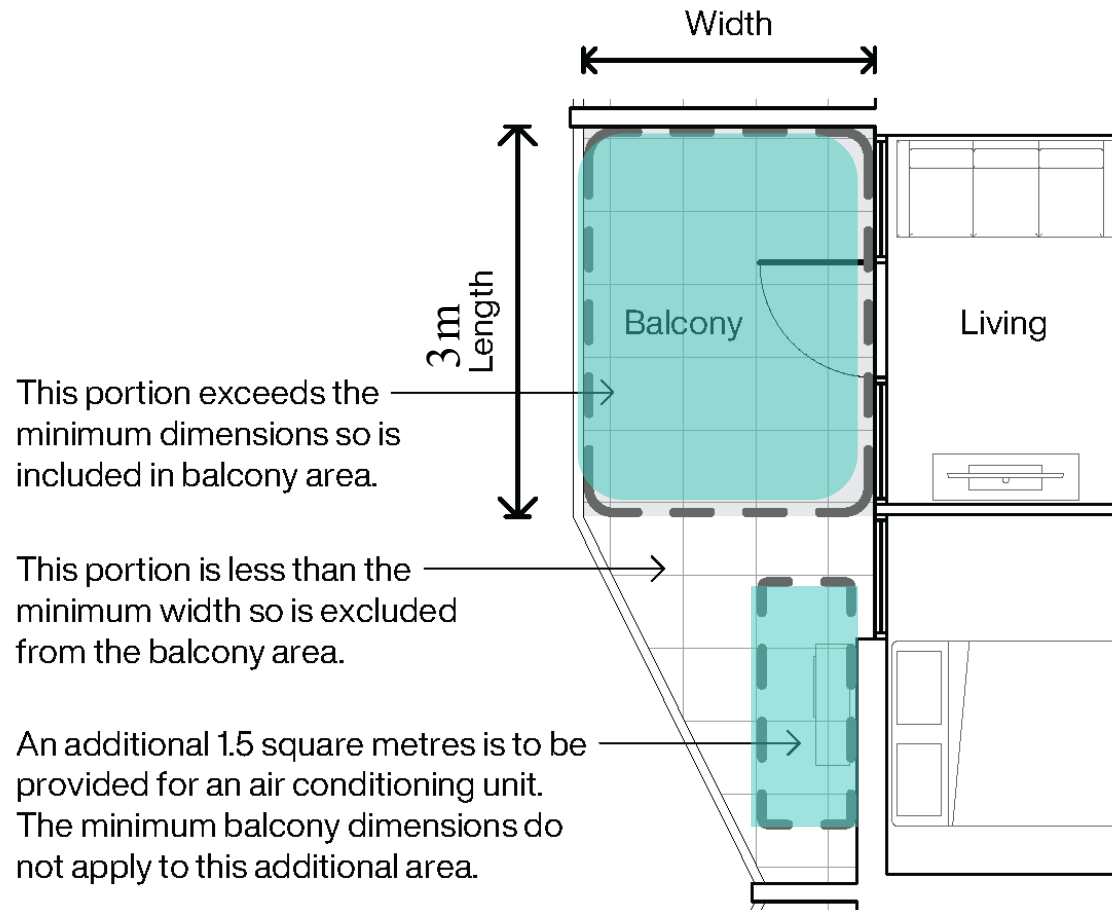 Width
3 m
Length
Balcony
Living
This portion exceeds the
minimum dimensions so is
included in balcony area.
This portion is less than the
minimum width so is excluded
from the balcony area.
An additional 1.5 square metres is to be
provided for an air conditioning unit.
The minimum balcony dimensions do
not apply to this additional area.